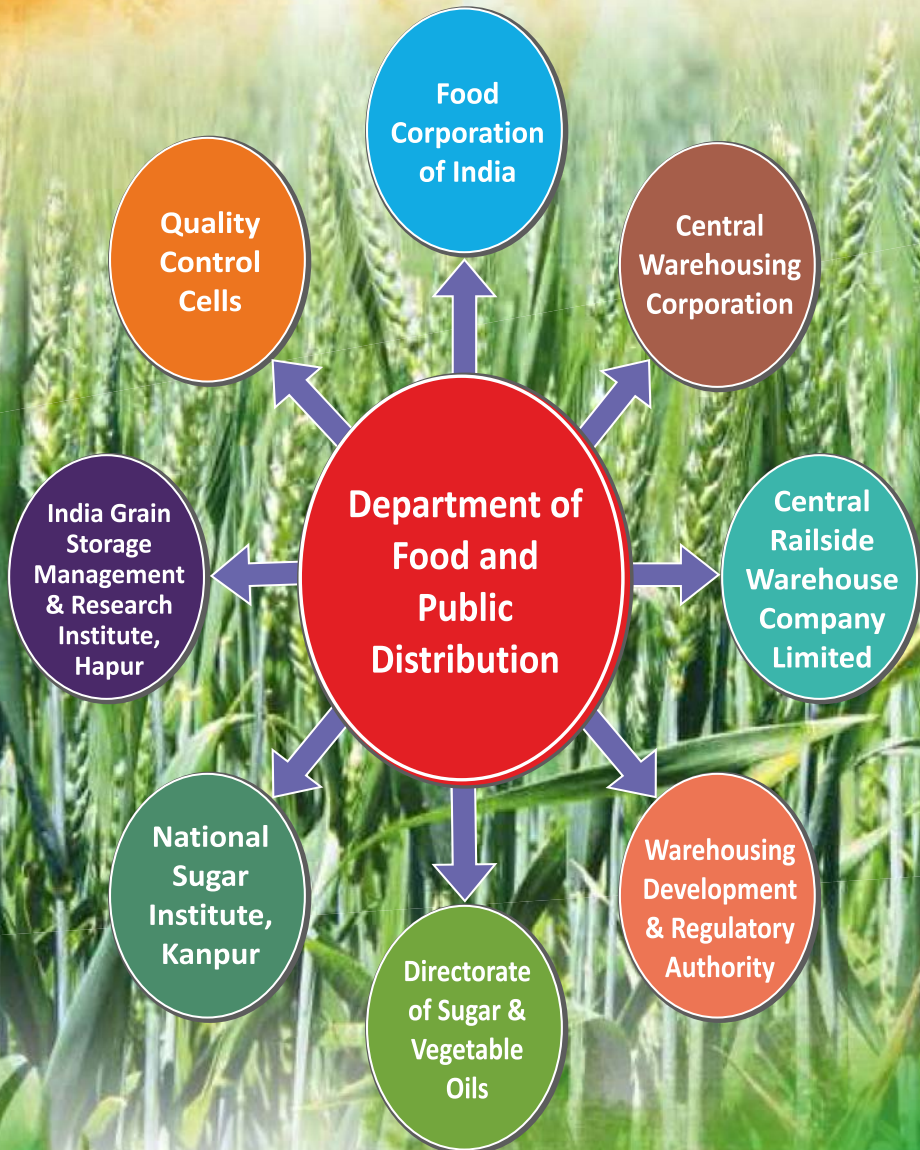 Food
Corporation
of India
Quality
Control
Cells
Central
Warehousing
Corporation
India Grain
Storage
Management
& Research
Institute,
Hapur
Department of
Food and
Public
Distribution
Central
Railside
Warehouse
Company
Limited
National
Sugar
Institute,
Kanpur
Warehousing
Development
& Regulatory
Authority
Directorate
of Sugar &
Vegetable
Oils